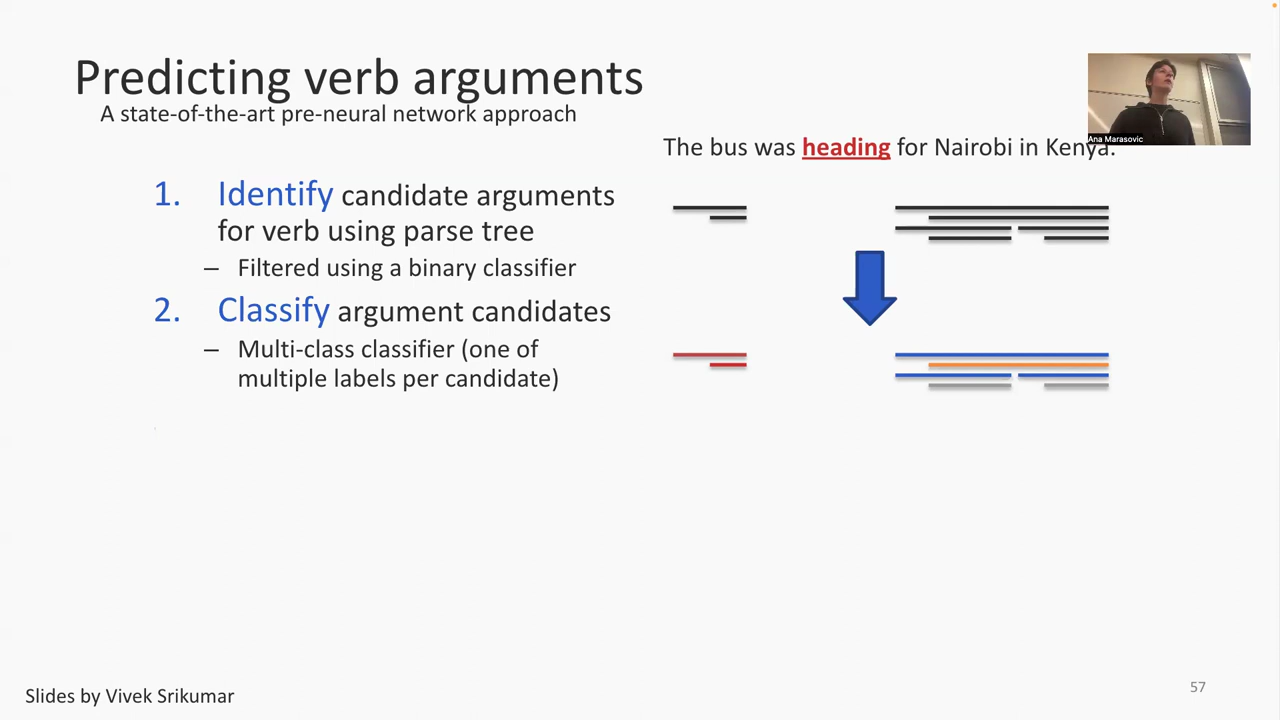 Predicting verb arguments
A state-of-the-art pre-neural network approach
Ana Marasovic
The bus was heading for Nairobi in Kenya.
1. Identify candidate arguments
for verb using parse tree
– Filtered using a binary classifier
2. Classify argument candidates
– Multi-class classifier (one of
multiple labels per candidate)
Slides by Vivek Srikumar
57